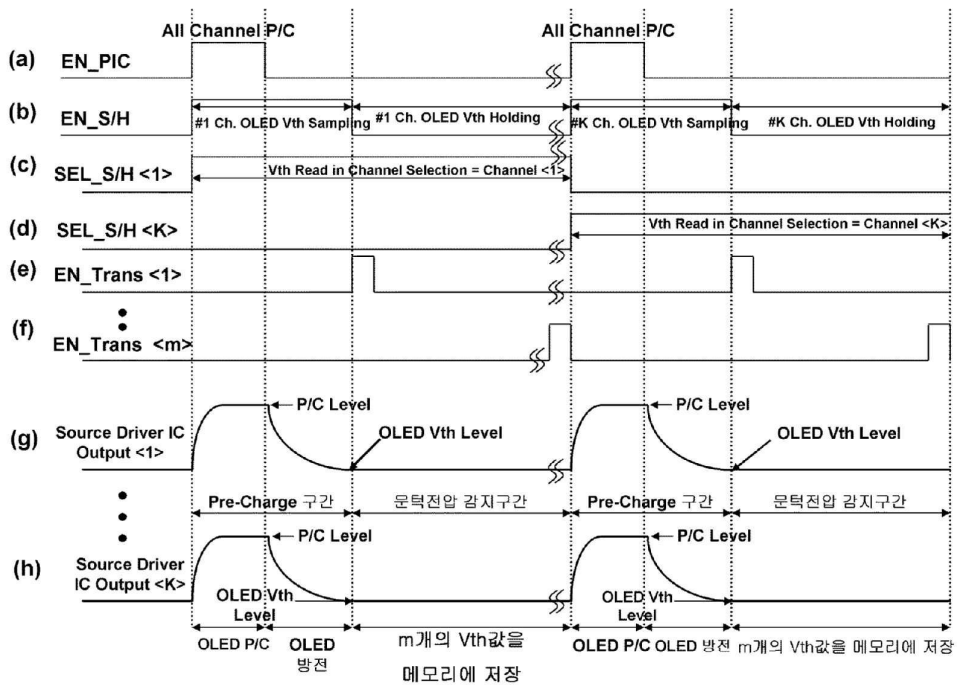 All Channel P/C All Channel P/C
(a) EN_PIC
(b) EN_S/H #1 Ch. OLED Vth Sampling #1 Ch. OLED Vth Holding #K Ch. OLED Vth Sampling #K Ch. OLED Vth Holding
(c) SEL_S/H <1> Vth Read in Channel Selection = Channel <1>
(d) SEL_S/H <K> Vth Read in Channel Selection = Channel <K>
(e) EN_Trans <1>
(f) EN_Trans <m>
P/C Level P/C Level
(g) Source Driver IC Output <1> OLED Vth Level OLED Vth Level
Pre-Charge 구간 문턱전압 감지구간 Pre-Charge 구간 문턱전압 감지구간
P/C Level P/C Level
(h) Source Driver IC Output <K> OLED Vth Level OLED Vth Level
OLED P/C OLED 방전 m개의 Vth값을 메모리에 저장 OLED P/C OLED 방전 m개의 Vth값을 메모리에 저장